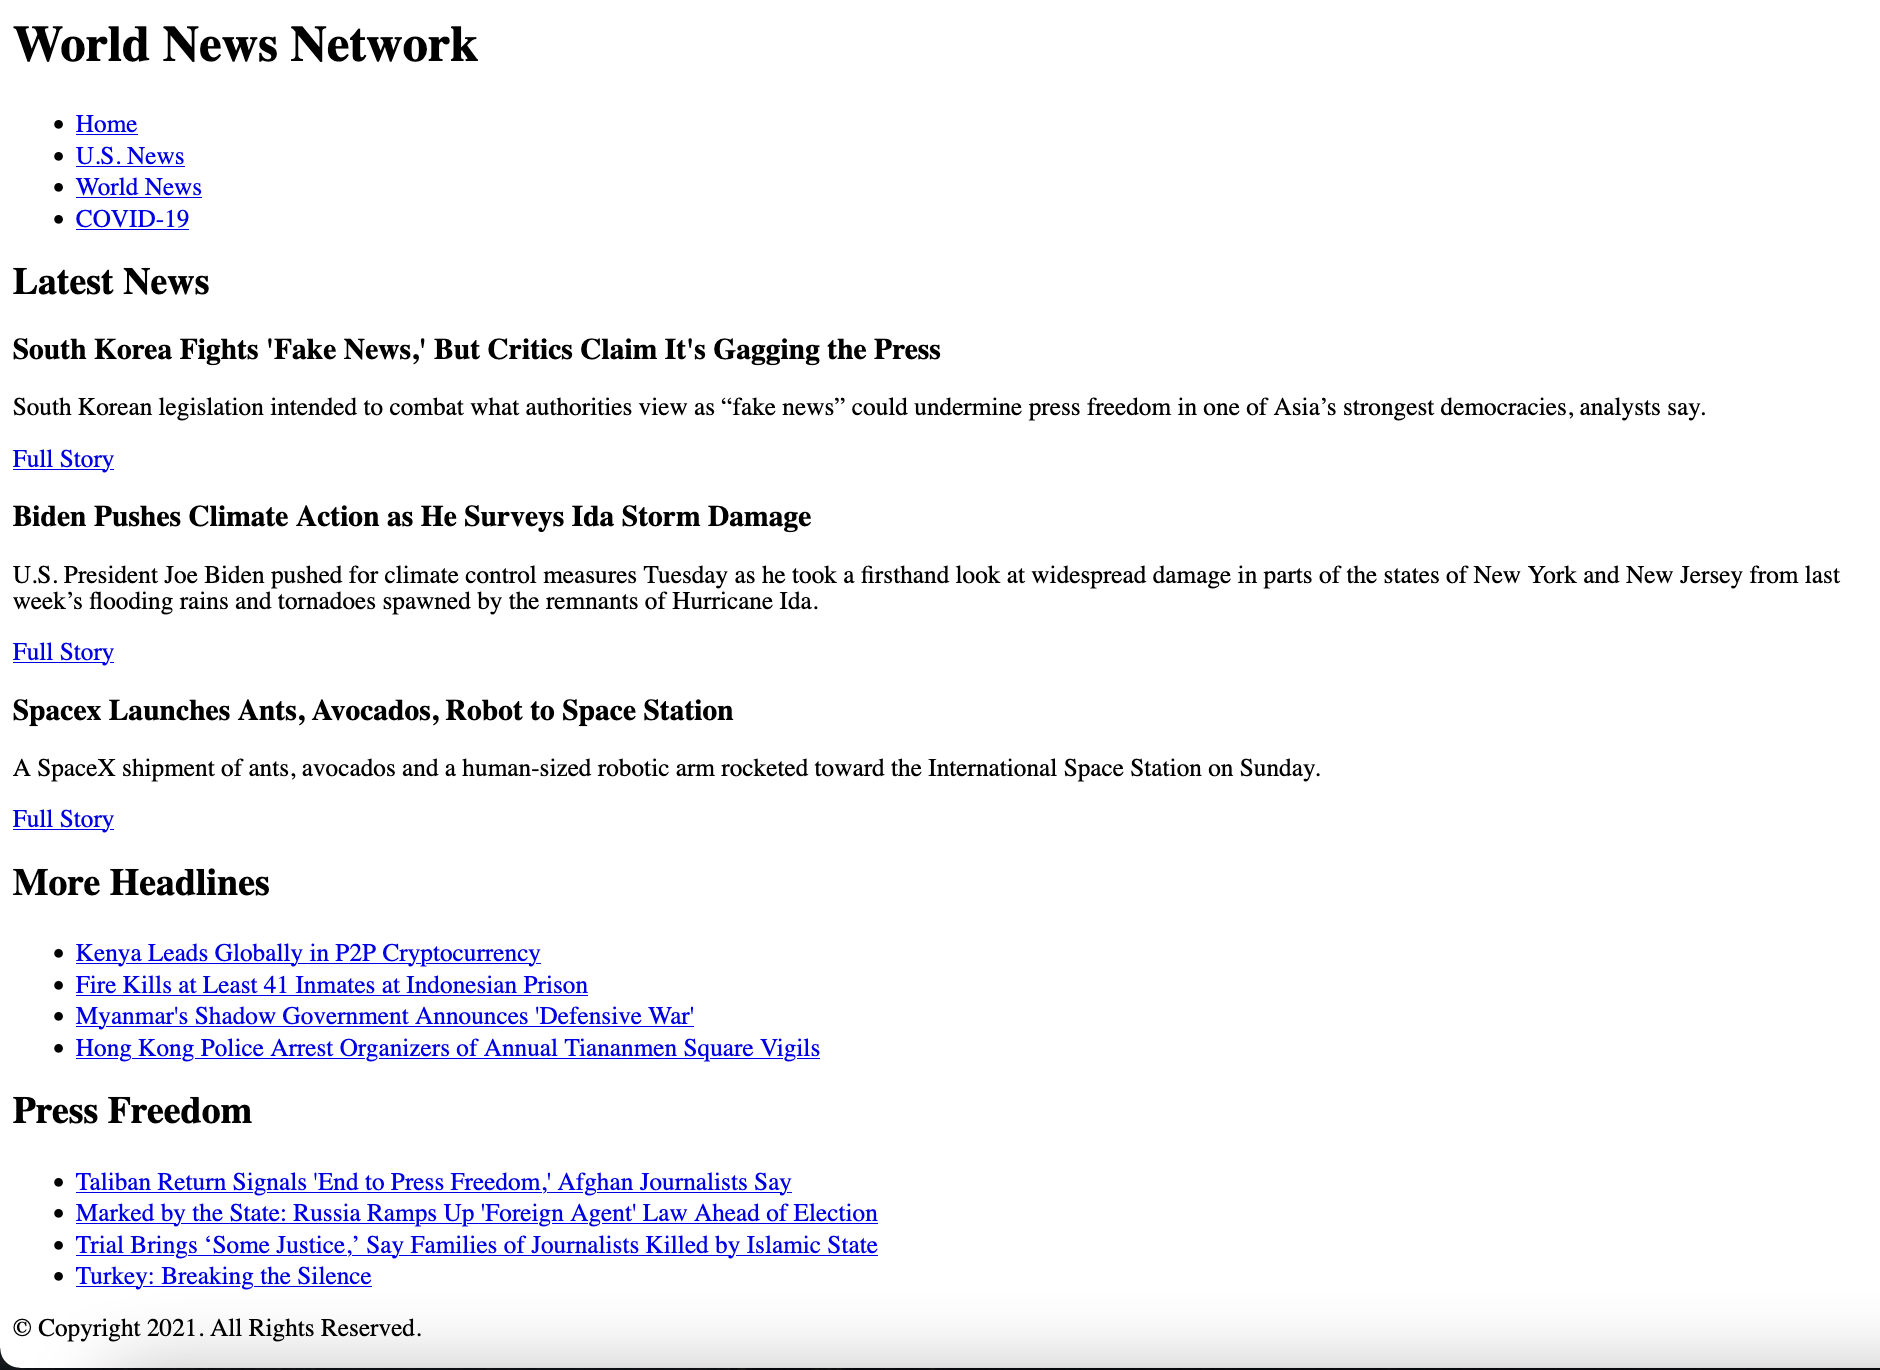 World News Network
Home
U.S. News
World News
COVID-19
Latest News
South Korea Fights 'Fake News,' But Critics Claim It's Gagging the Press
South Korean legislation intended to combat what authorities view as “fake news” could undermine press freedom in one of Asia’s strongest democracies, analysts say.
Full Story
Biden Pushes Climate Action as He Surveys Ida Storm Damage
U.S. President Joe Biden pushed for climate control measures Tuesday as he took a firsthand look at widespread damage in parts of the states of New York and New Jersey from last
week’s flooding rains and tornadoes spawned by the remnants of Hurricane Ida.
Full Story
Spacex Launches Ants, Avocados, Robot to Space Station
A SpaceX shipment of ants, avocados and a human-sized robotic arm rocketed toward the International Space Station on Sunday.
Full Story
More Headlines
Kenya Leads Globally in P2P Cryptocurrency
Fire Kills at Least 41 Inmates at Indonesian Prison
Myanmar's Shadow Government Announces 'Defensive War'
Hong Kong Police Arrest Organizers of Annual Tiananmen Square Vigils
Press Freedom
Taliban Return Signals 'End to Press Freedom,' Afghan Journalists Say
Marked by the State: Russia Ramps Up 'Foreign Agent' Law Ahead of Election
Trial Brings ‘Some Justice,’ Say Families of Journalists Killed by Islamic State
Turkey: Breaking the Silence
© Copyright 2021. All Rights Reserved.